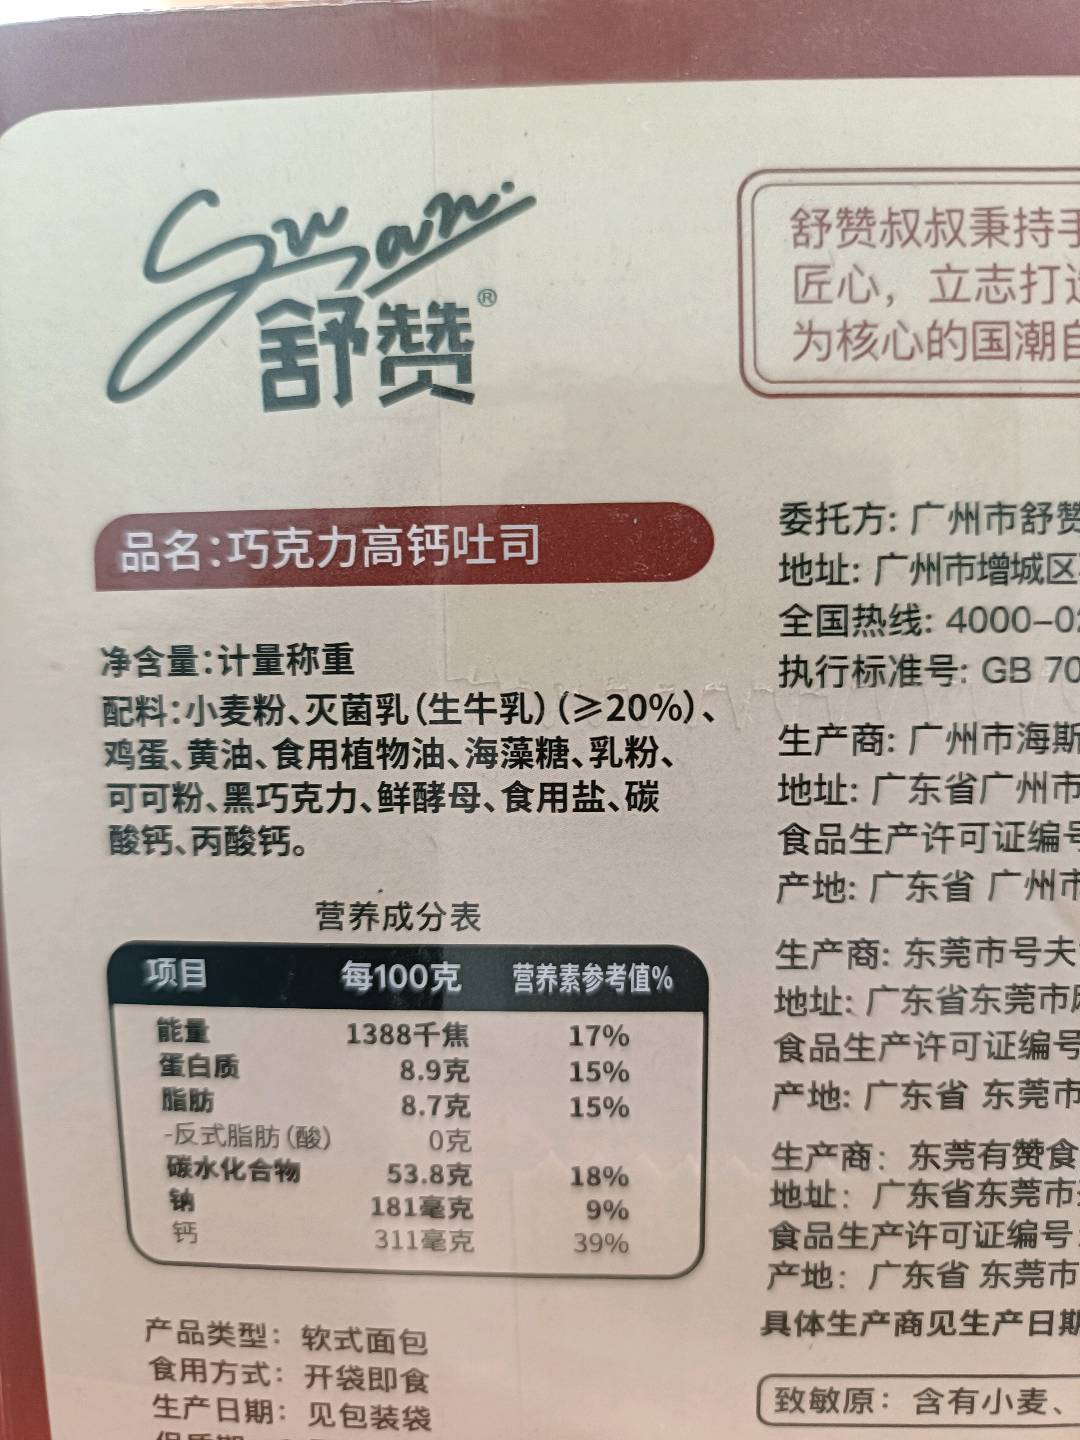 Suzan.
舒赞®
舒赞叔叔秉持手
匠心，立志打造
为核心的国潮自
品名:巧克力高钙吐司
净含量:计量称重
配料:小麦粉、灭菌乳(生牛乳)(≥20%)、
鸡蛋、黄油、食用植物油、海藻糖、乳粉、
可可粉、黑巧克力、鲜酵母、食用盐、碳
酸钙、丙酸钙。
营养成分表
项目 每100克 营养素参考值%
能量 1388千焦 17%
蛋白质 8.9克 15%
脂肪 8.7克 15%
-反式脂肪(酸) 0克
碳水化合物 53.8克 18%
钠 181毫克 9%
钙 311毫克 39%
产品类型: 软式面包
食用方式: 开袋即食
生产日期: 见包装袋
委托方: 广州市舒赞
地址: 广州市增城区
全国热线: 4000-02
执行标准号: GB 70
生产商: 广州市海斯
地址: 广东省广州市
食品生产许可证编号
产地: 广东省 广州市
生产商: 东莞市号夫
地址: 广东省东莞市
食品生产许可证编号
产地: 广东省 东莞市
生产商: 东莞有赞食
地址: 广东省东莞市
食品生产许可证编号:
产地: 广东省 东莞市
具体生产商见生产日期
致敏原: 含有小麦、